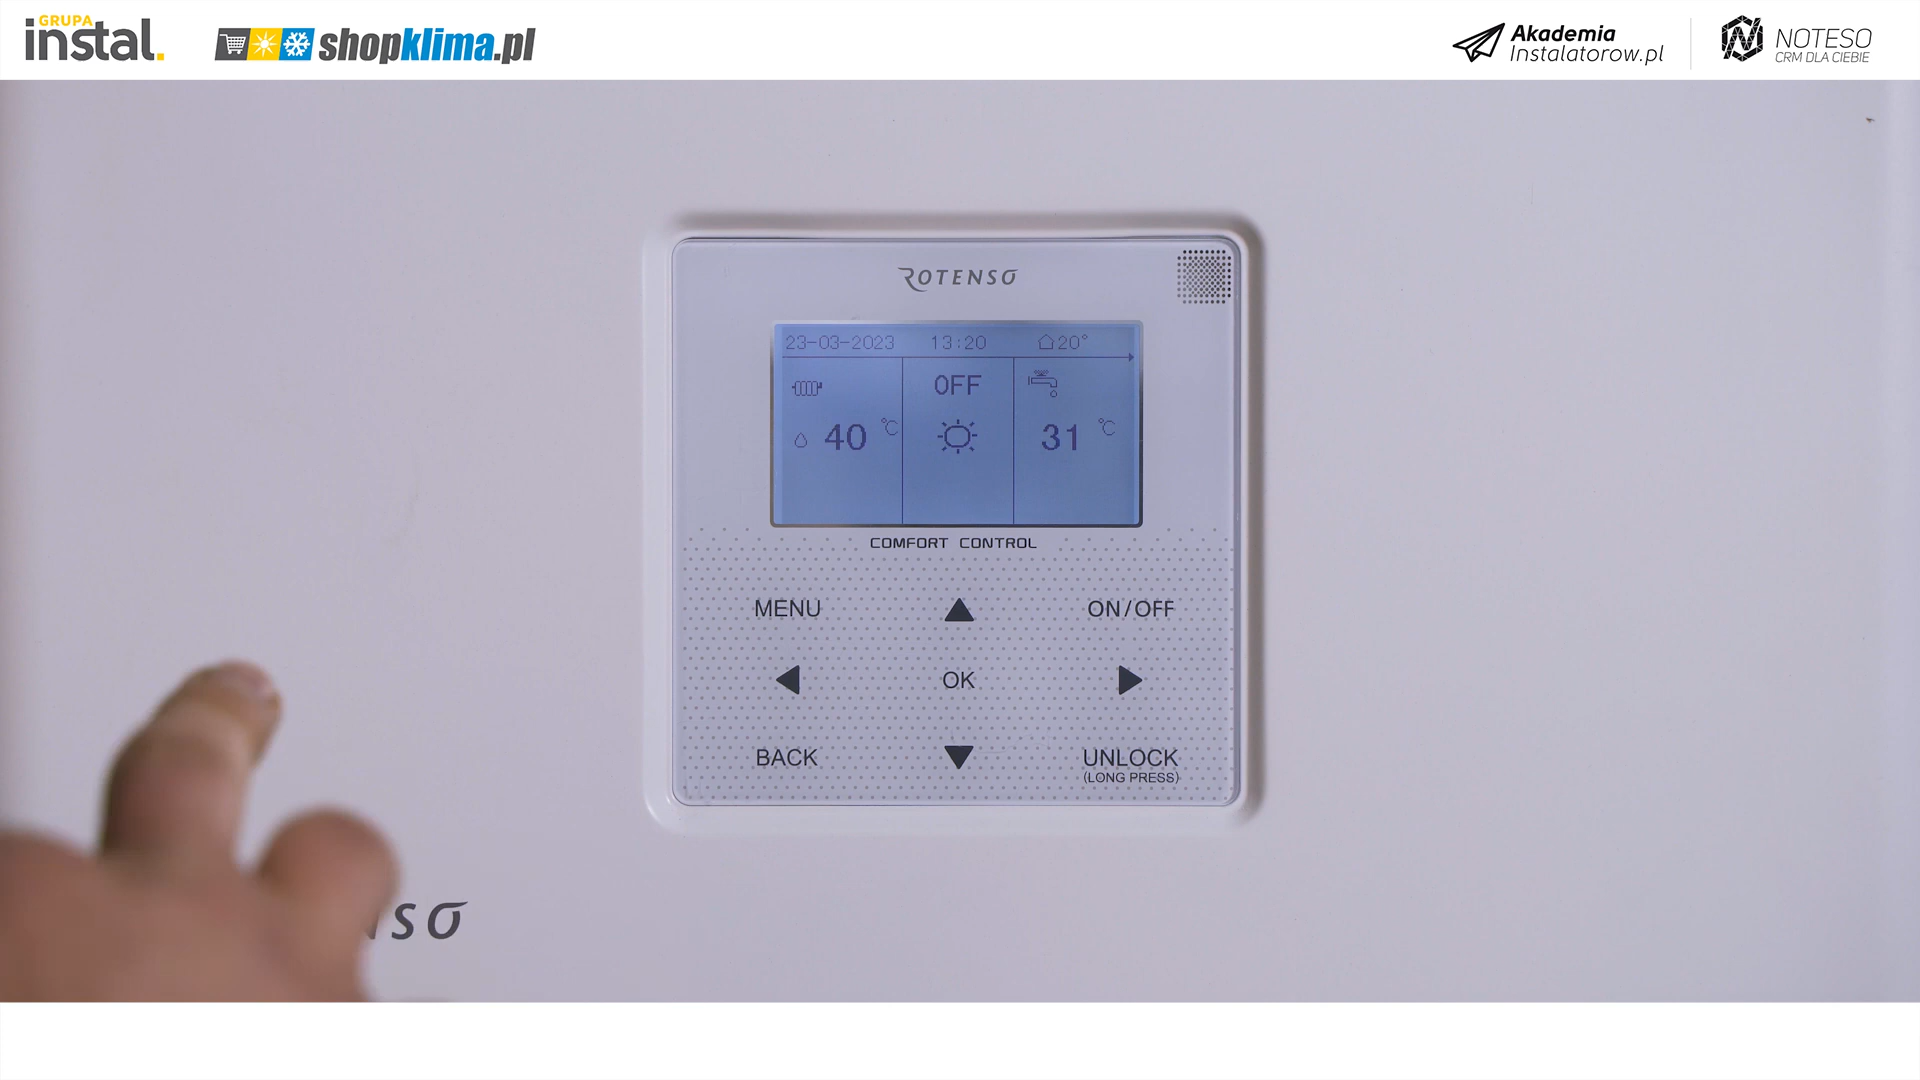 GRUPA
instal.
shopklima.pl
Akademia
Instalatorow.pl
NOTESO
CRM DLA CIEBIE
ROTENSO
23-03-2023 13:20 20°
OFF
40 °C
31 °C
COMFORT CONTROL
MENU
ON/OFF
OK
BACK
UNLOCK
(LONG PRESS)
SO